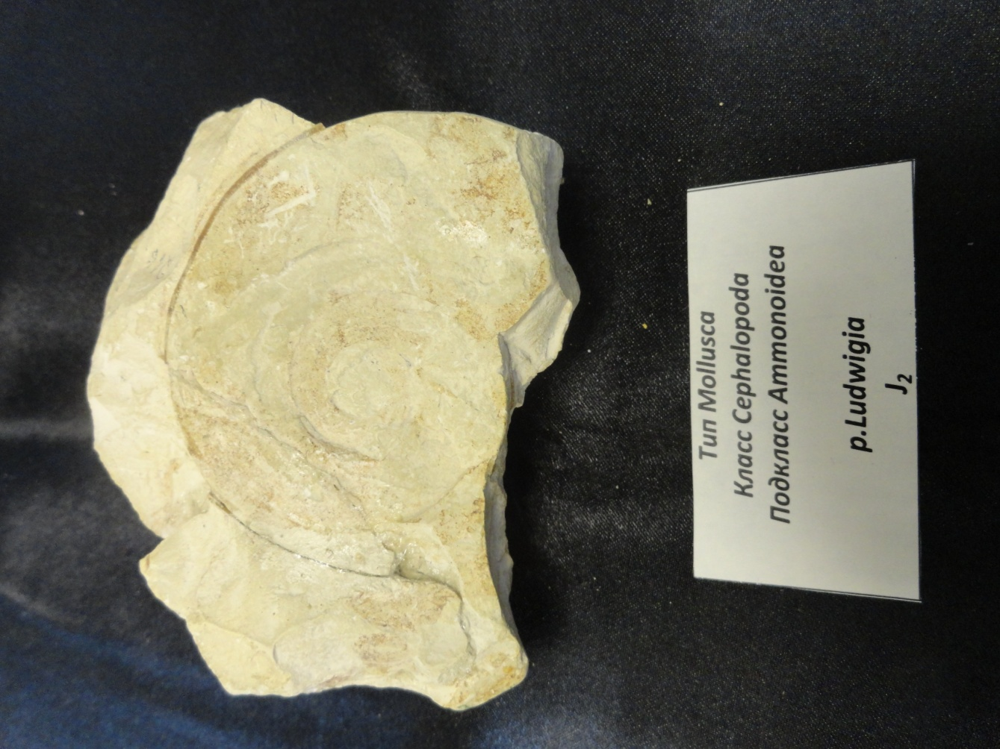 Тип Mollusca
Класс Cephalopoda
Подкласс Ammonoidea
р.Ludwigia
J₂